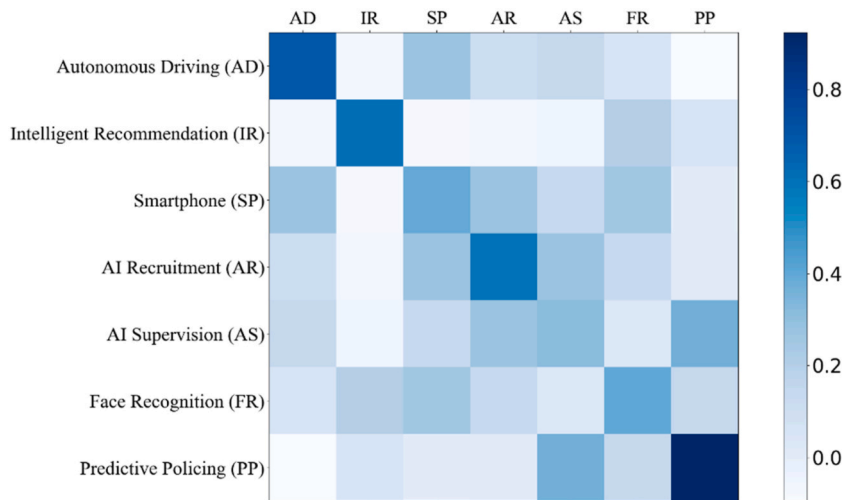 AD IR SP AR AS FR PP
Autonomous Driving (AD)
Intelligent Recommendation (IR)
Smartphone (SP)
AI Recruitment (AR)
AI Supervision (AS)
Face Recognition (FR)
Predictive Policing (PP)
0.8
0.6
0.4
0.2
0.0